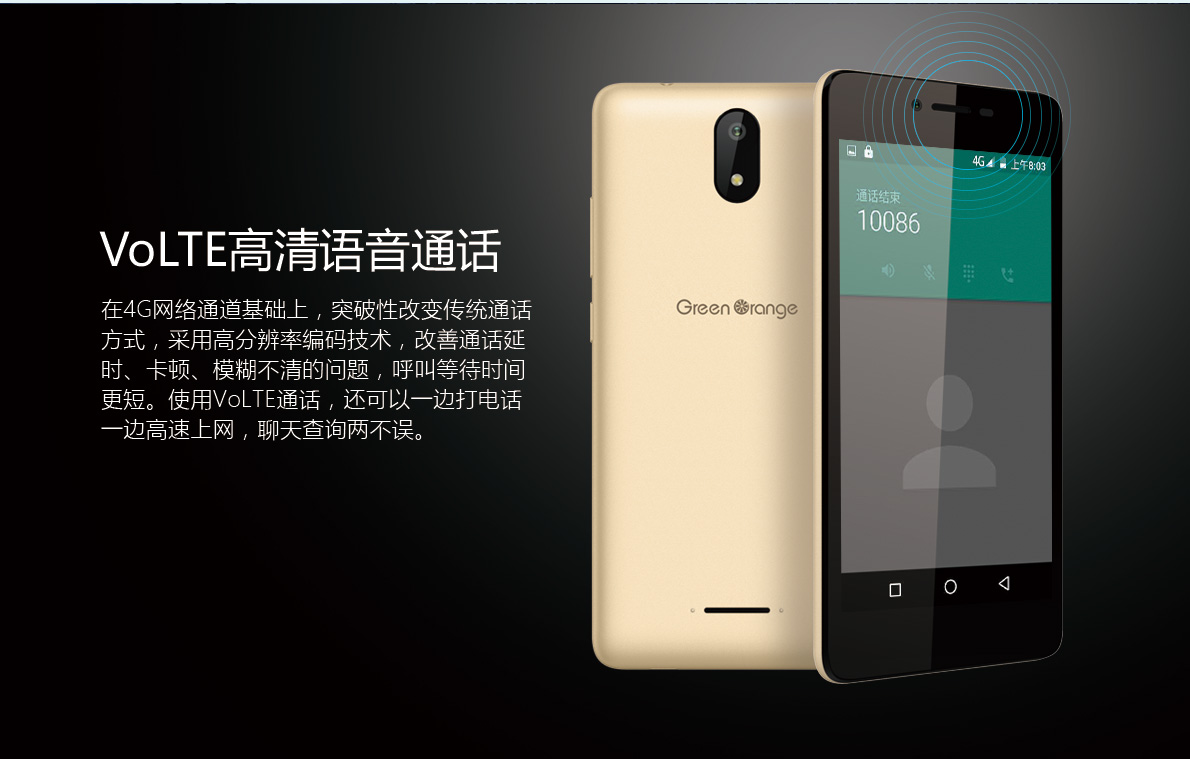 VoLTE高清语音通话
在4G网络通道基础上，突破性改变传统通话
方式，采用高分辨率编码技术，改善通话延
时、卡顿、模糊不清的问题，呼叫等待时间
更短。使用VoLTE通话，还可以一边打电话
一边高速上网，聊天查询两不误。
Green Orange
4G 上午8:03
通话结束
10086